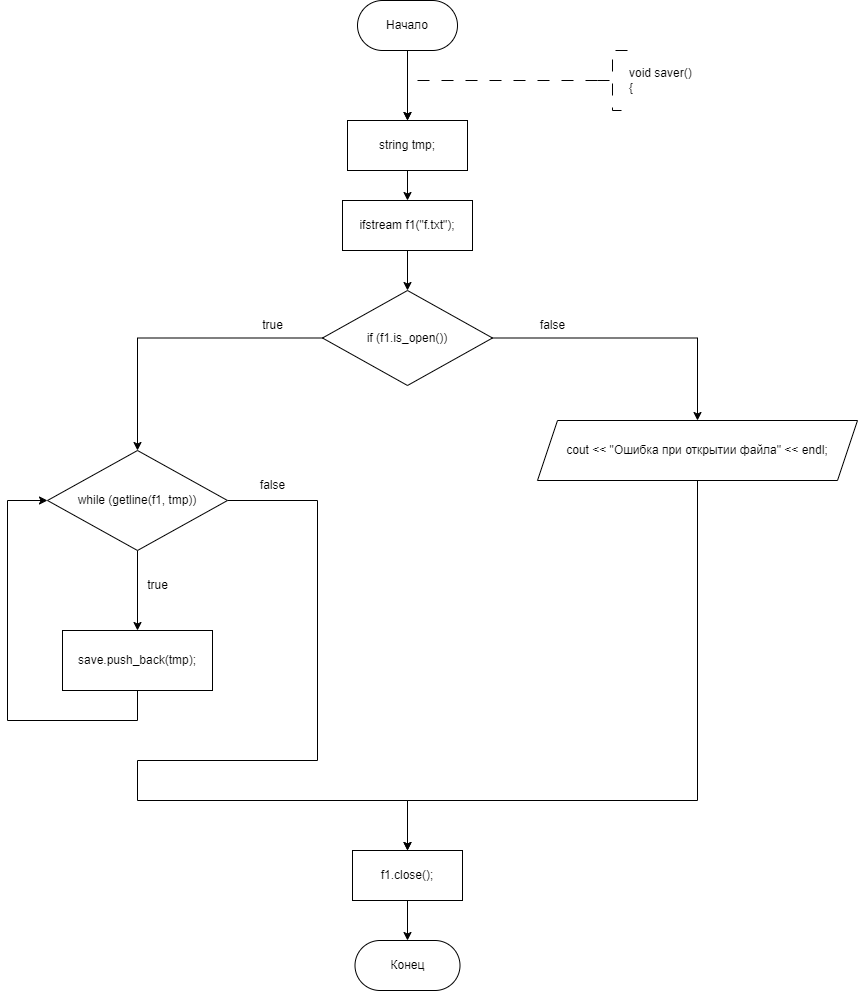 Начало
void saver()
{
string tmp;
ifstream f1("f.txt");
if (f1.is_open())
true
false
cout << "Ошибка при открытии файла" << endl;
while (getline(f1, tmp))
false
true
save.push_back(tmp);
f1.close();
Конец